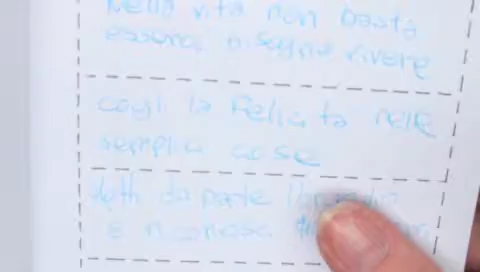 Nella vita non basta
essere bisogna vivere
cogli la felicità nelle
semplici cose
da parte
e